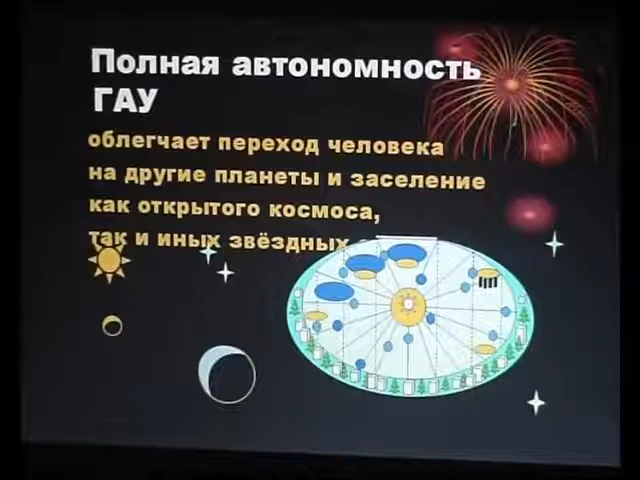 Полная автономность
ГАУ
облегчает переход человека
на другие планеты и заселение
как открытого космоса,
так и иных звёздных